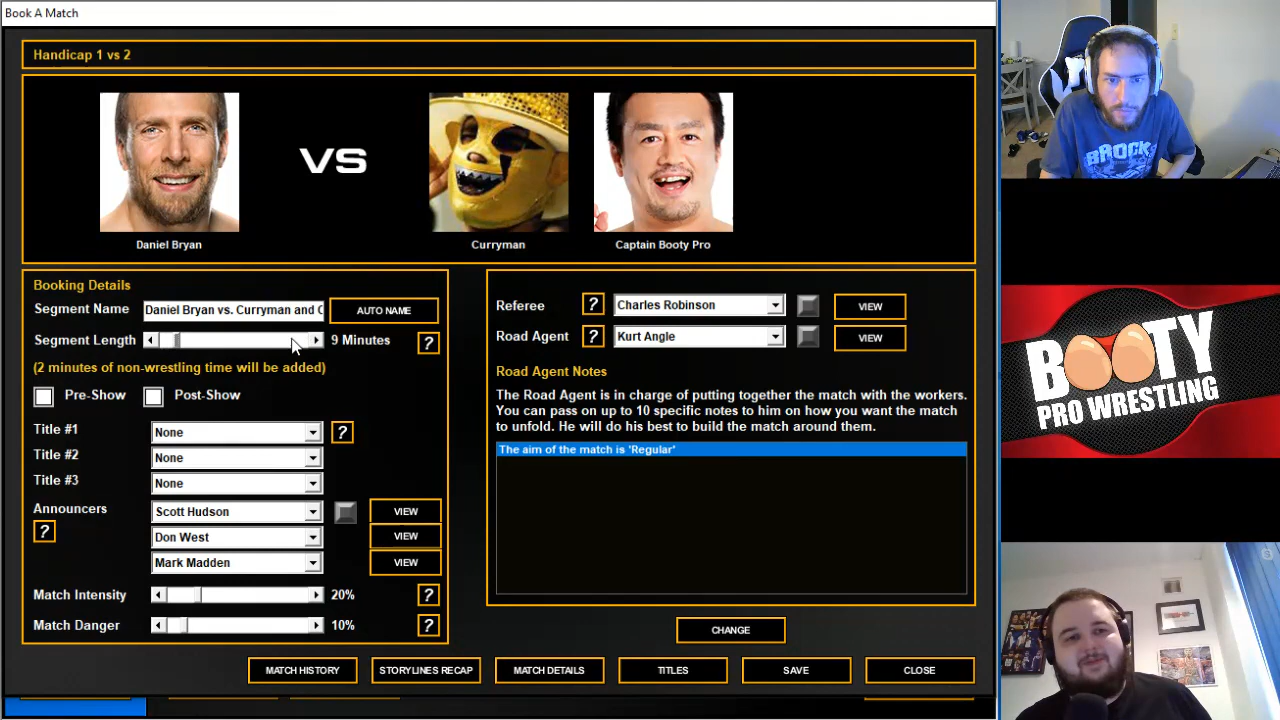 Book A Match
Handicap 1 vs 2
VS
Daniel Bryan
Curryman
Captain Booty Pro
Booking Details
Segment Name
Daniel Bryan vs. Curryman and C
AUTO NAME
Segment Length
9 Minutes
?
(2 minutes of non-wrestling time will be added)
Pre-Show
Post-Show
Title #1
None
?
Title #2
None
Title #3
None
Announcers
?
Scott Hudson
VIEW
Don West
VIEW
Mark Madden
VIEW
Match Intensity
20%
?
Match Danger
10%
?
Referee
?
Charles Robinson
VIEW
Road Agent
?
Kurt Angle
VIEW
Road Agent Notes
The Road Agent is in charge of putting together the match with the workers.
You can pass on up to 10 specific notes to him on how you want the match
to unfold. He will do his best to build the match around them.
The aim of the match is 'Regular'
CHANGE
MATCH HISTORY
STORYLINES RECAP
MATCH DETAILS
TITLES
SAVE
CLOSE
BROCK
BOOTY
PRO WRESTLING